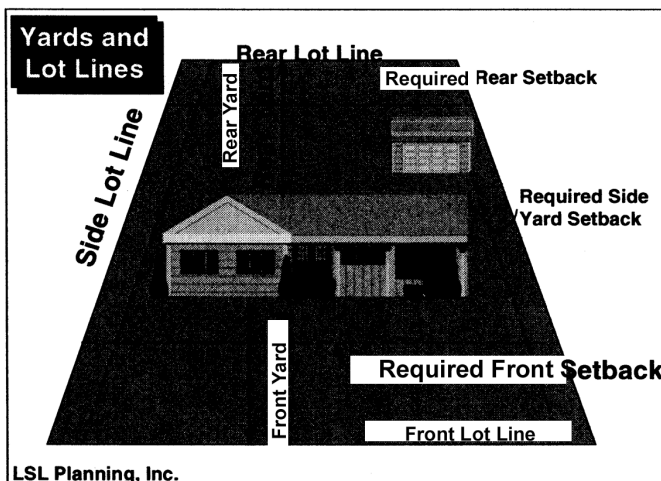 Yards and
Lot Lines
Rear Lot Line
Required Rear Setback
Rear Yard
Side Lot Line
Required Side
Yard Setback
Required Front Setback
Front Yard
Front Lot Line
LSL Planning, Inc.